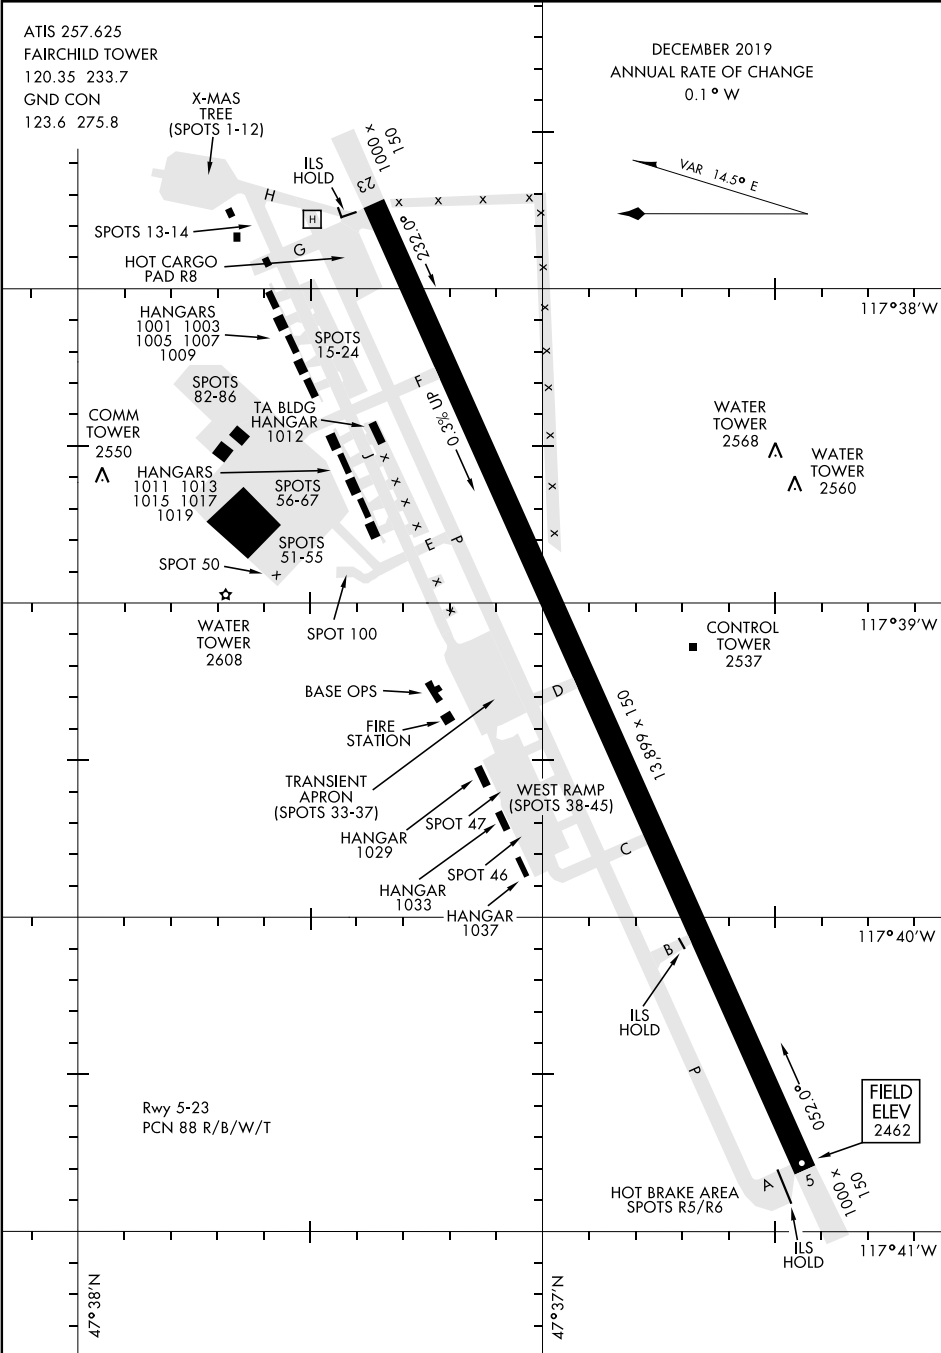 ATIS 257.625
FAIRCHILD TOWER
120.35 233.7
GND CON
123.6 275.8
DECEMBER 2019
ANNUAL RATE OF CHANGE
0.1° W
VAR 14.5° E
X-MAS
TREE
(SPOTS 1-12)
1000 x
150
ILS
HOLD
23
H
H
x x x x
x
x
x
x
x
x
x
SPOTS 13-14
G
232.0°
HOT CARGO
PAD R8
117°38'W
HANGARS
1001 1003
1005 1007
1009
SPOTS
15-24
SPOTS
82-86
F
0.3% UP
TA BLDG
HANGAR
1012
COMM
TOWER
2550
WATER
TOWER
2568
WATER
TOWER
2560
J
x
x
x
x
x
HANGARS
1011 1013
1015 1017
1019
SPOTS
56-67
SPOTS
51-55
E
P
SPOT 50
x
x
x
WATER
TOWER
2608
SPOT 100
117°39'W
CONTROL
TOWER
2537
BASE OPS
D
13,899 x 150
FIRE
STATION
TRANSIENT
APRON
(SPOTS 33-37)
WEST RAMP
(SPOTS 38-45)
SPOT 47
HANGAR
1029
C
SPOT 46
HANGAR
1033
HANGAR
1037
117°40'W
B
ILS
HOLD
P
052.0°
FIELD
ELEV
2462
Rwy 5-23
PCN 88 R/B/W/T
A
5
1000 x
150
HOT BRAKE AREA
SPOTS R5/R6
ILS
HOLD
117°41'W
47°38'N
47°37'N